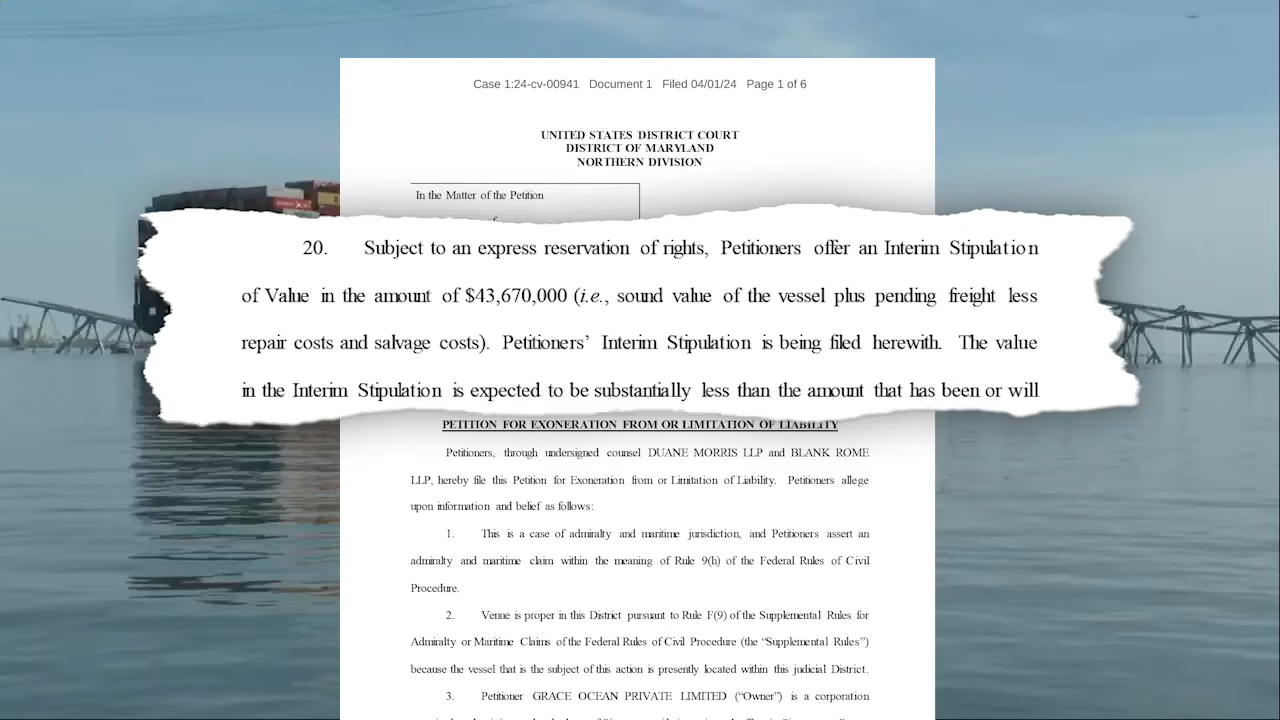 Case 1:24-cv-00941 Document 1 Filed 04/01/24 Page 1 of 6
UNITED STATES DISTRICT COURT
DISTRICT OF MARYLAND
NORTHERN DIVISION
In the Matter of the Petition
20. Subject to an express reservation of rights, Petitioners offer an Interim Stipulation
of Value in the amount of $43,670,000 (i.e., sound value of the vessel plus pending freight less
repair costs and salvage costs). Petitioners’ Interim Stipulation is being filed herewith. The value
in the Interim Stipulation is expected to be substantially less than the amount that has been or will
PETITION FOR EXONERATION FROM OR LIMITATION OF LIABILITY
Petitioners, through undersigned counsel DUANE MORRIS LLP and BLANK ROME
LLP, hereby file this Petition for Exoneration from or Limitation of Liability. Petitioners allege
upon information and belief as follows:
1. This is a case of admiralty and maritime jurisdiction, and Petitioners assert an
admiralty and maritime claim within the meaning of Rule 9(h) of the Federal Rules of Civil
Procedure.
2. Venue is proper in this District pursuant to Rule F(9) of the Supplemental Rules for
Admiralty or Maritime Claims of the Federal Rules of Civil Procedure (the “Supplemental Rules”)
because the vessel that is the subject of this action is presently located within this judicial District.
3. Petitioner GRACE OCEAN PRIVATE LIMITED (“Owner”) is a corporation